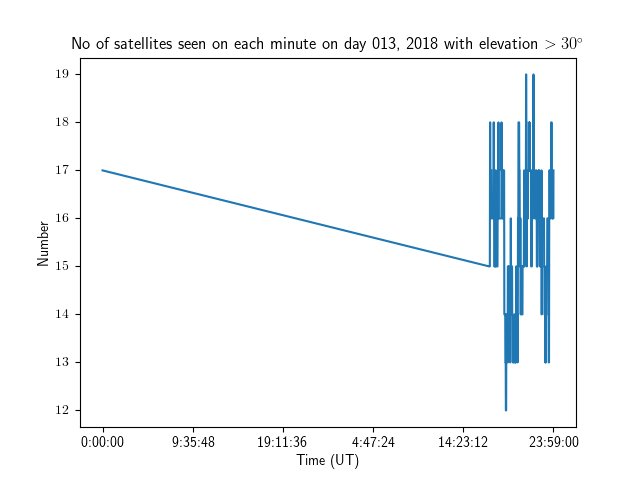 No of satellites seen on each minute on day 013, 2018 with elevation > 30°
19
18
17
16
15
14
13
12
Number
0:00:00 9:35:48 19:11:36 4:47:24 14:23:12 23:59:00
Time (UT)